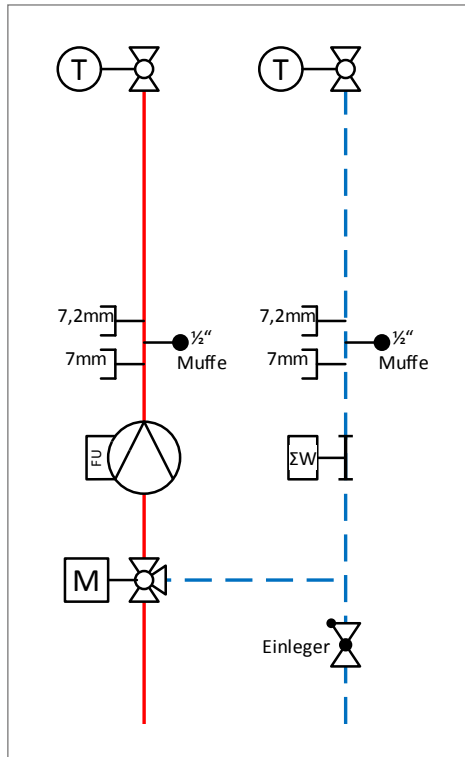 T T
7,2mm ½“ 7,2mm ½“
7mm Muffe 7mm Muffe
FU ΣW
M
Einleger